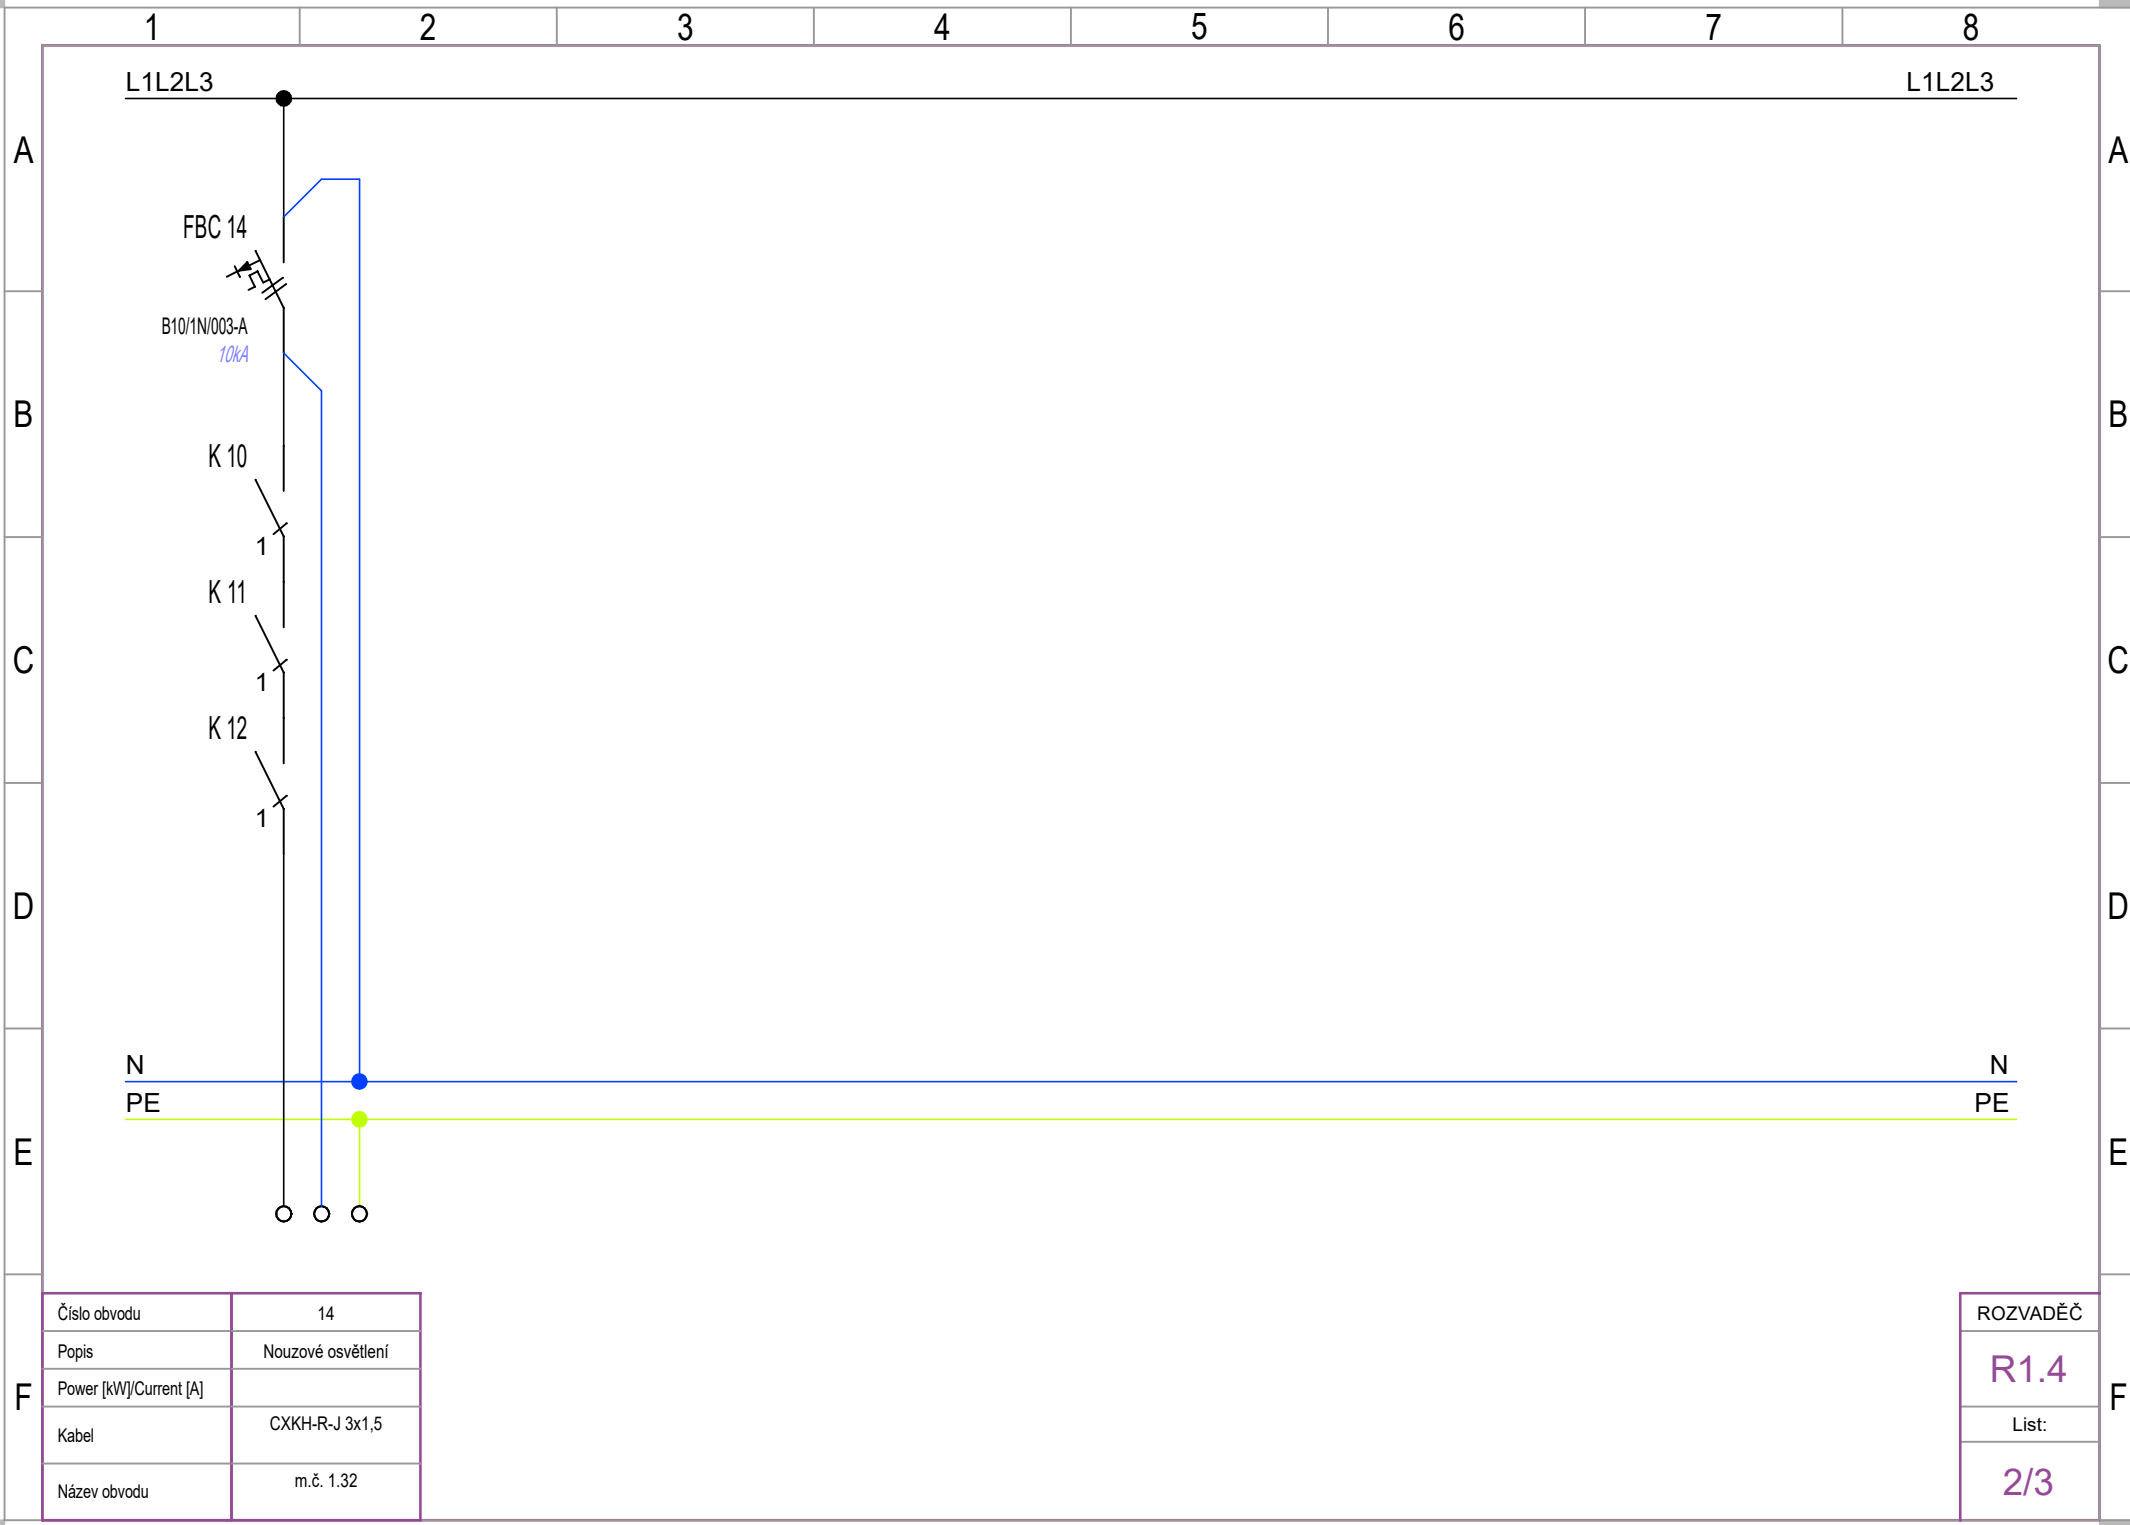 1 2 3 4 5 6 7 8
L1L2L3 L1L2L3
A A
FBC 14
B10/1N/003-A
10kA
B B
K 10
1
K 11
1
C C
K 12
1
D D
N N
PE PE
E E
Číslo obvodu 14
Popis Nouzové osvětlení
Power [kW]/Current [A]
Kabel CXKH-R-J 3x1,5
Název obvodu m.č. 1.32
F F
ROZVADĚČ
R1.4
List:
2/3